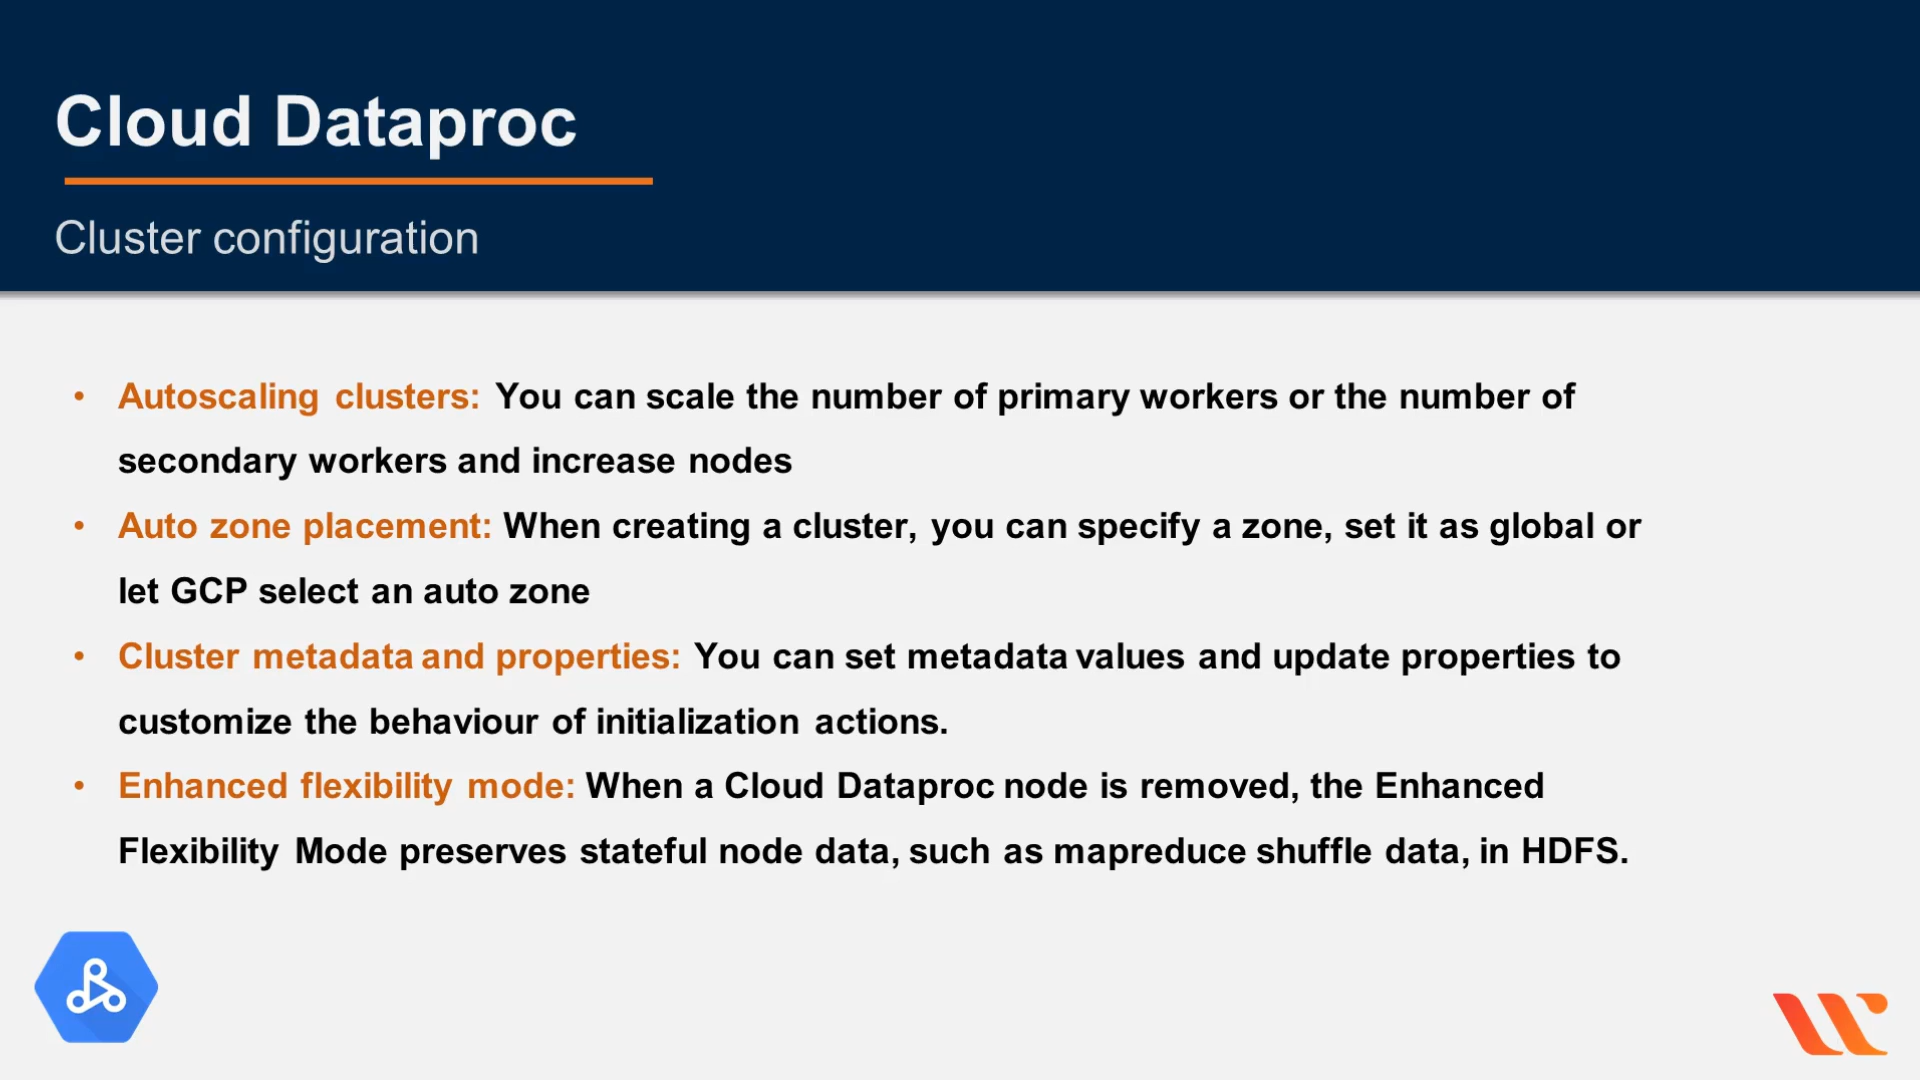 Cloud Dataproc
Cluster configuration
• Autoscaling clusters: You can scale the number of primary workers or the number of
secondary workers and increase nodes
• Auto zone placement: When creating a cluster, you can specify a zone, set it as global or
let GCP select an auto zone
• Cluster metadata and properties: You can set metadata values and update properties to
customize the behaviour of initialization actions.
• Enhanced flexibility mode: When a Cloud Dataproc node is removed, the Enhanced
Flexibility Mode preserves stateful node data, such as mapreduce shuffle data, in HDFS.